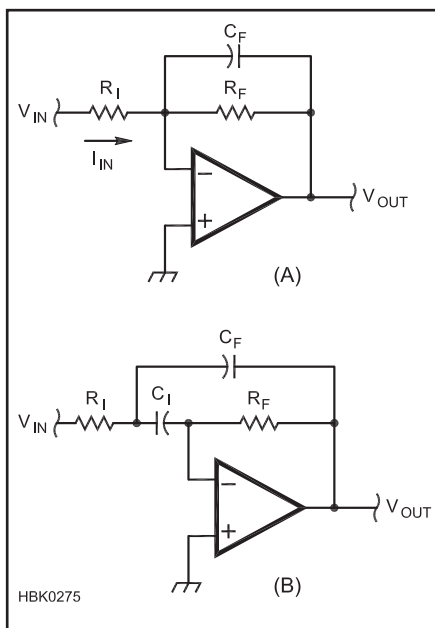 C_F
R_I
R_F
V_IN
I_IN
−
+
V_OUT
(A)
C_F
R_I
C_I
R_F
V_IN
−
+
V_OUT
(B)
HBK0275